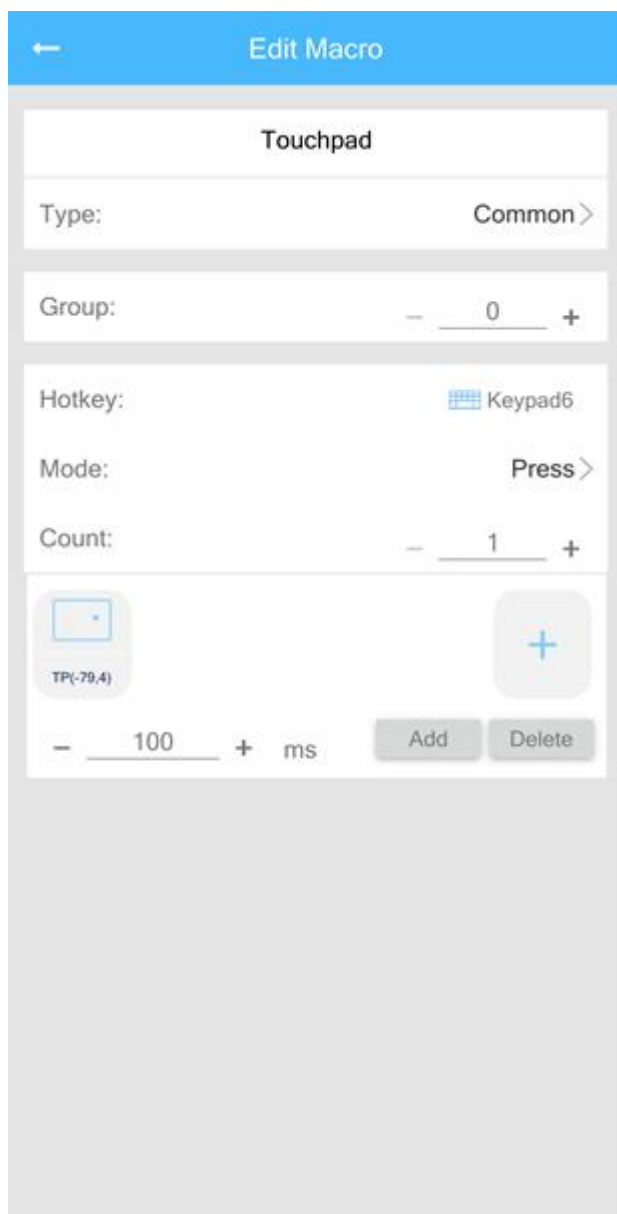 Edit Macro
Touchpad
Type: Common >
Group: − 0 +
Hotkey: Keypad6
Mode: Press >
Count: − 1 +
+
TP(-79,4)
− 100 + ms Add Delete